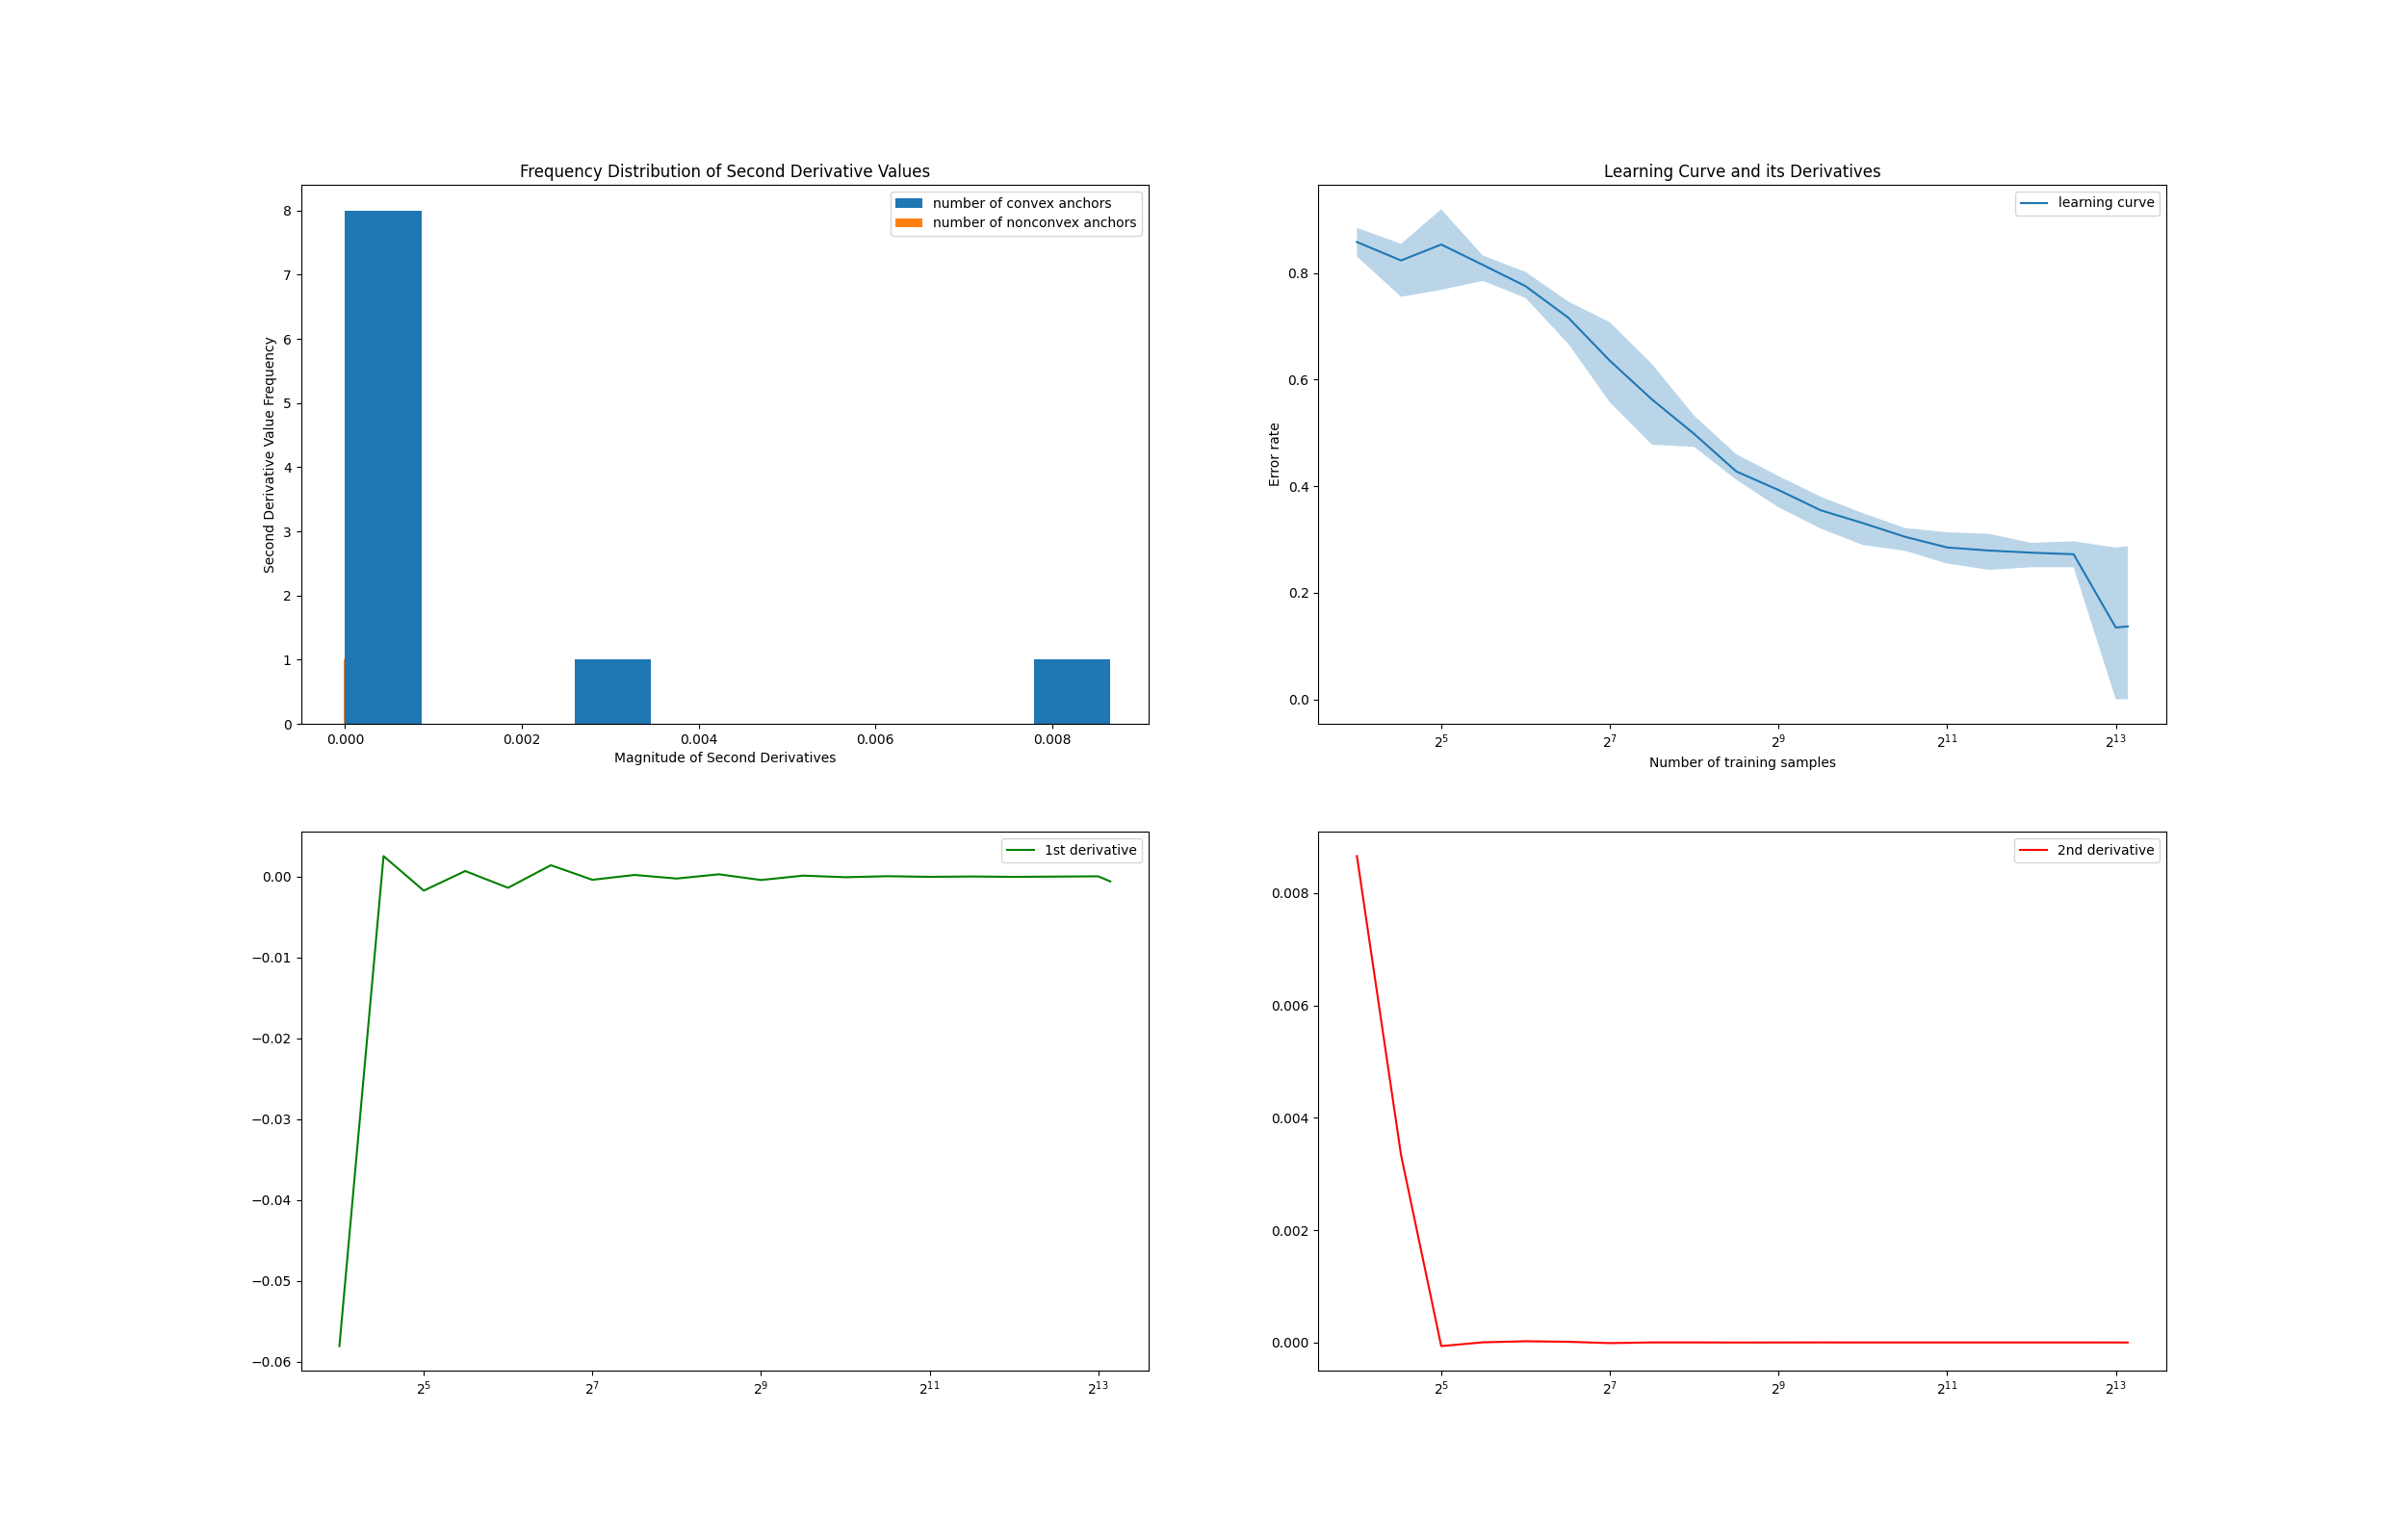 Frequency Distribution of Second Derivative Values
number of convex anchors
number of nonconvex anchors
8
7
6
5
4
3
2
1
0
Second Derivative Value Frequency
0.000 0.002 0.004 0.006 0.008
Magnitude of Second Derivatives
Learning Curve and its Derivatives
learning curve
0.8
0.6
0.4
0.2
0.0
Error rate
2^5 2^7 2^9 2^11 2^13
Number of training samples
1st derivative
0.00
−0.01
−0.02
−0.03
−0.04
−0.05
−0.06
2^5 2^7 2^9 2^11 2^13
2nd derivative
0.008
0.006
0.004
0.002
0.000
2^5 2^7 2^9 2^11 2^13